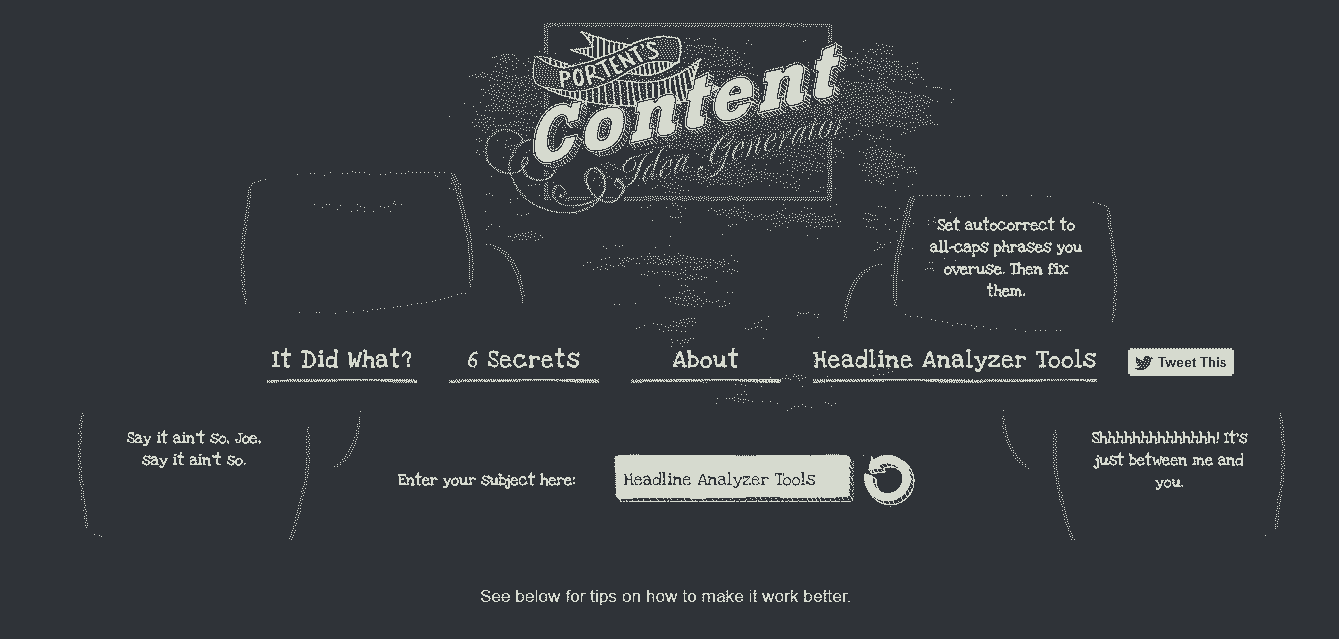 PORTENT'S
Content
Idea Generator
Set autocorrect to
all-caps phrases you
overuse. Then fix
them.
It Did What?
6 Secrets
About
Headline Analyzer Tools
Tweet This
Say it ain't so, Joe,
say it ain't so.
Shhhhhhhhhhhhh! It's
just between me and
you.
Enter your subject here:
Headline Analyzer Tools
See below for tips on how to make it work better.